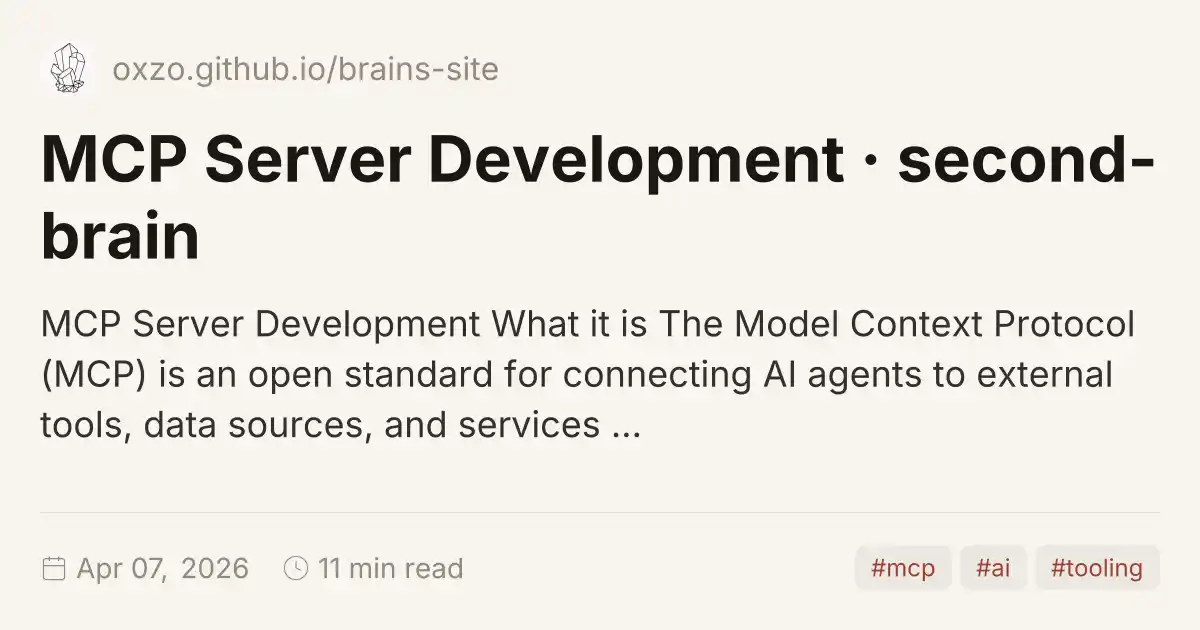 oxzo.github.io/brains-site
MCP Server Development · second-
brain
MCP Server Development What it is The Model Context Protocol
(MCP) is an open standard for connecting AI agents to external
tools, data sources, and services ...
Apr 07, 2026 11 min read #mcp #ai #tooling